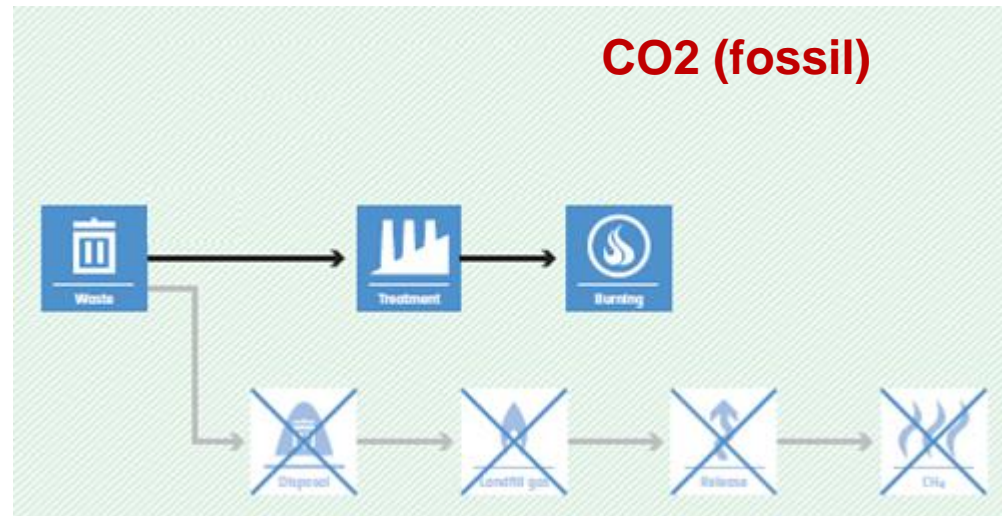 CO2 (fossil)
Waste
Treatment
Burning
Disposal
Landfill gas
Release
CH₄